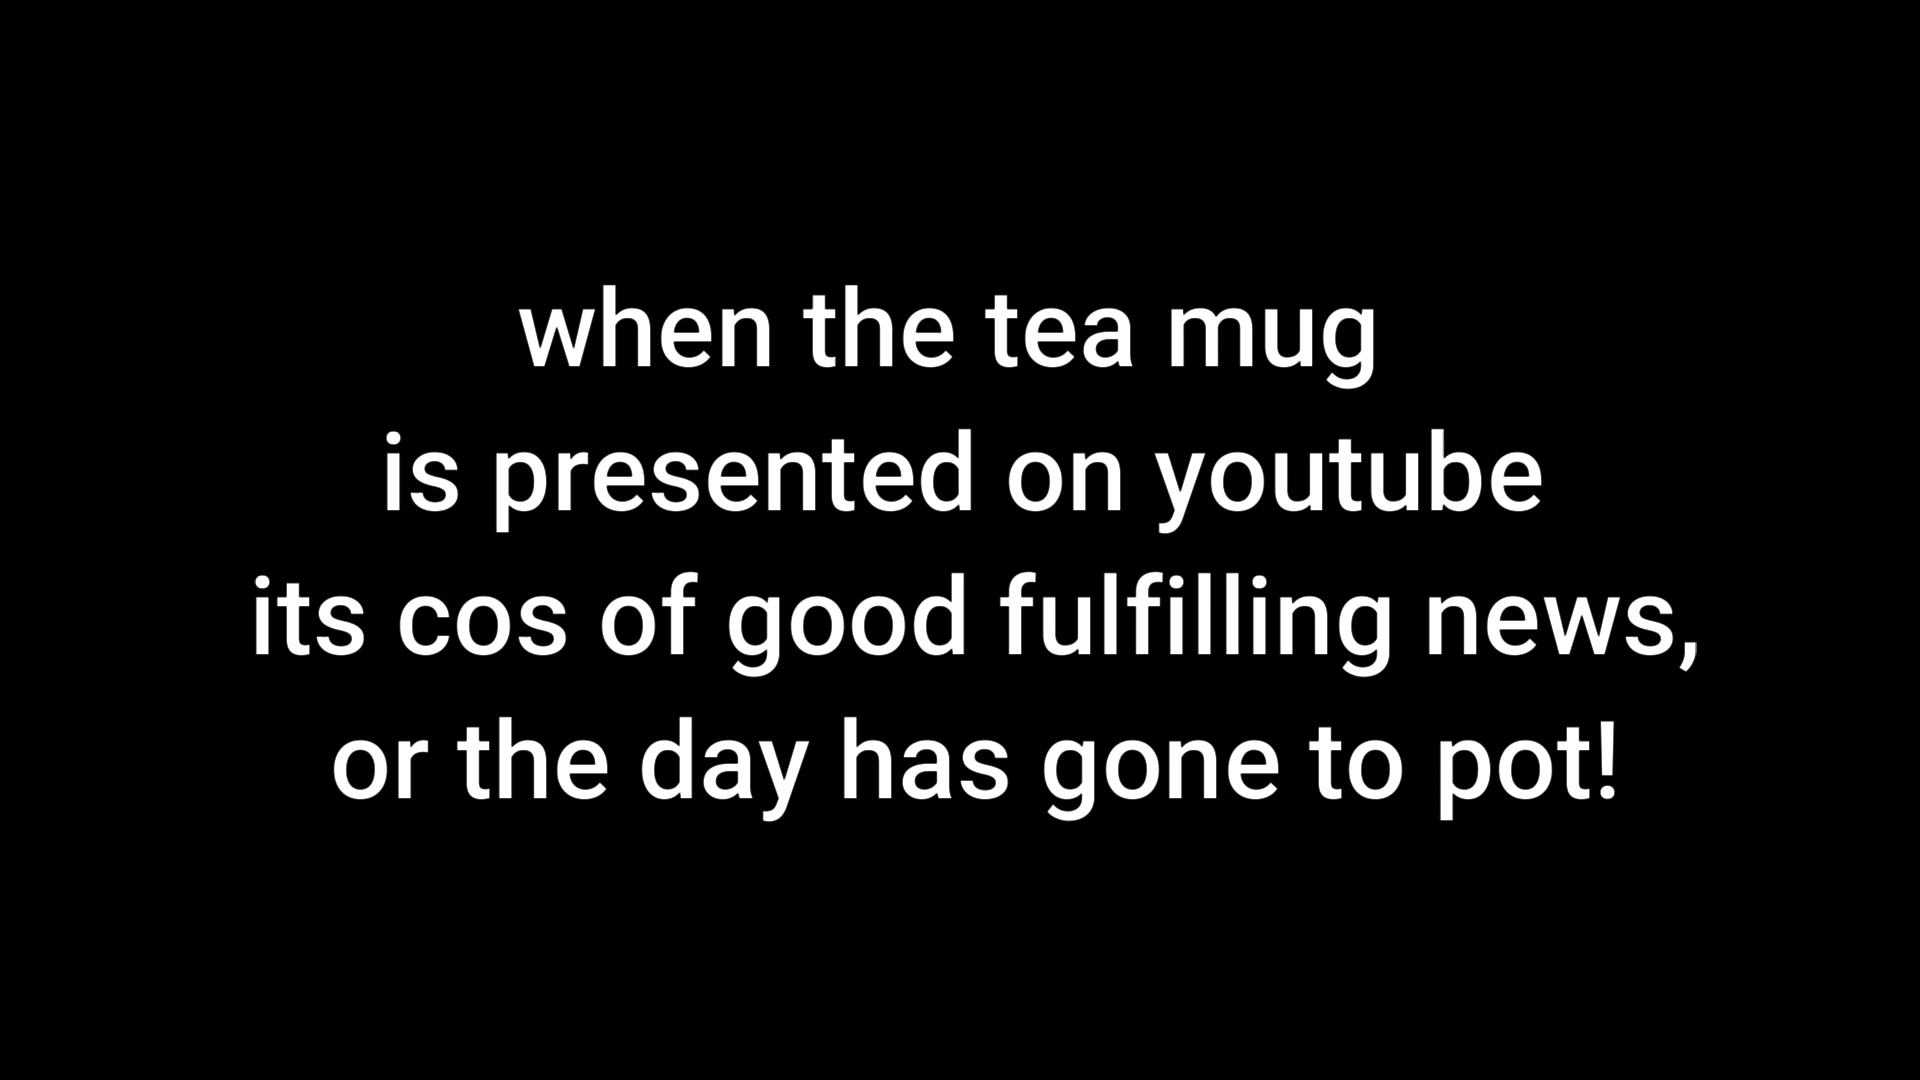 when the tea mug
is presented on youtube
its cos of good fulfilling news,
or the day has gone to pot!